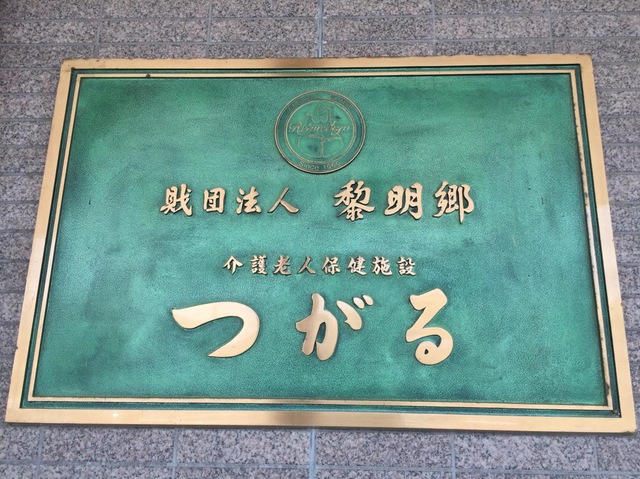 財団法人 黎明郷
介護老人保健施設
つがる